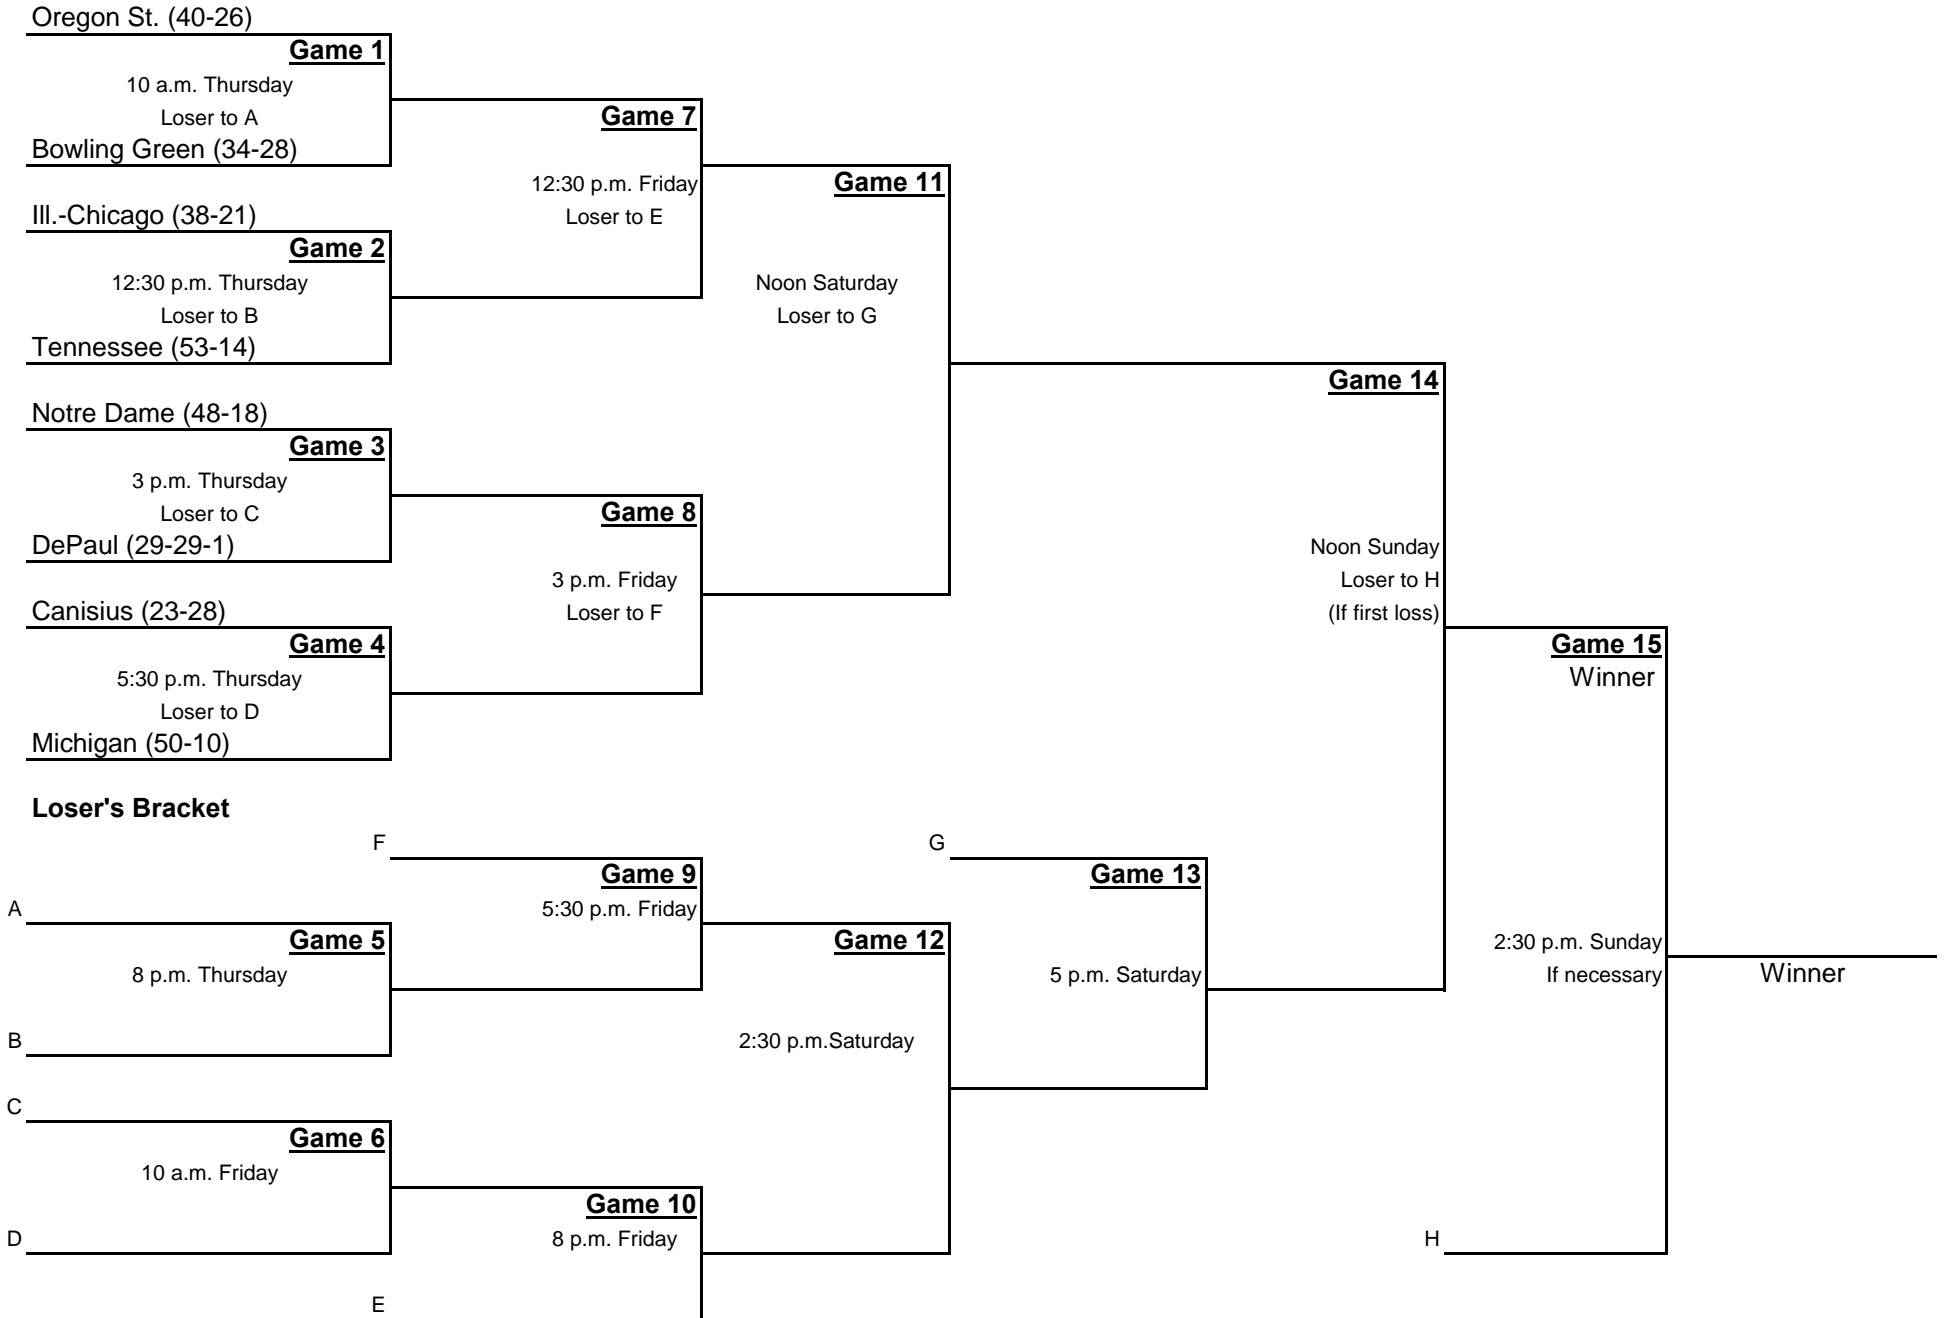 Oregon St. (40-26)
Game 1
10 a.m. Thursday
Loser to A
Bowling Green (34-28)
Game 7
12:30 p.m. Friday
Loser to E
Game 11
Ill.-Chicago (38-21)
Game 2
12:30 p.m. Thursday
Loser to B
Tennessee (53-14)
Noon Saturday
Loser to G
Game 14
Notre Dame (48-18)
Game 3
3 p.m. Thursday
Loser to C
DePaul (29-29-1)
Game 8
3 p.m. Friday
Loser to F
Noon Sunday
Loser to H
(If first loss)
Canisius (23-28)
Game 4
5:30 p.m. Thursday
Loser to D
Michigan (50-10)
Game 15
Winner
Loser's Bracket
F
Game 9
5:30 p.m. Friday
G
Game 13
5 p.m. Saturday
A
Game 5
8 p.m. Thursday
B
Game 12
2:30 p.m.Saturday
2:30 p.m. Sunday
If necessary
Winner
C
Game 6
10 a.m. Friday
D
Game 10
8 p.m. Friday
H
E